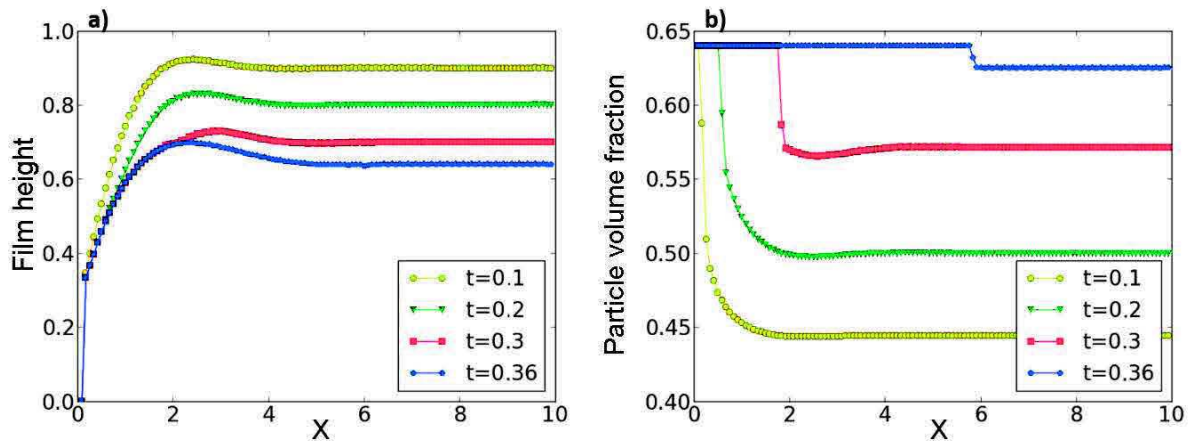 a)
1.0
0.8
0.6
0.4
0.2
0.0
Film height
0 2 4 6 8 10
X
t=0.1
t=0.2
t=0.3
t=0.36
b)
0.65
0.60
0.55
0.50
0.45
0.40
Particle volume fraction
0 2 4 6 8 10
X
t=0.1
t=0.2
t=0.3
t=0.36